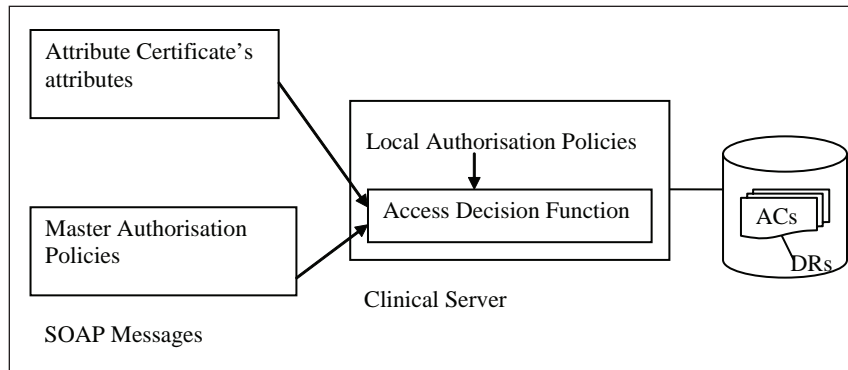 Attribute Certificate's
attributes
Local Authorisation Policies
Access Decision Function
Master Authorisation
Policies
Clinical Server
SOAP Messages
ACs
DRs